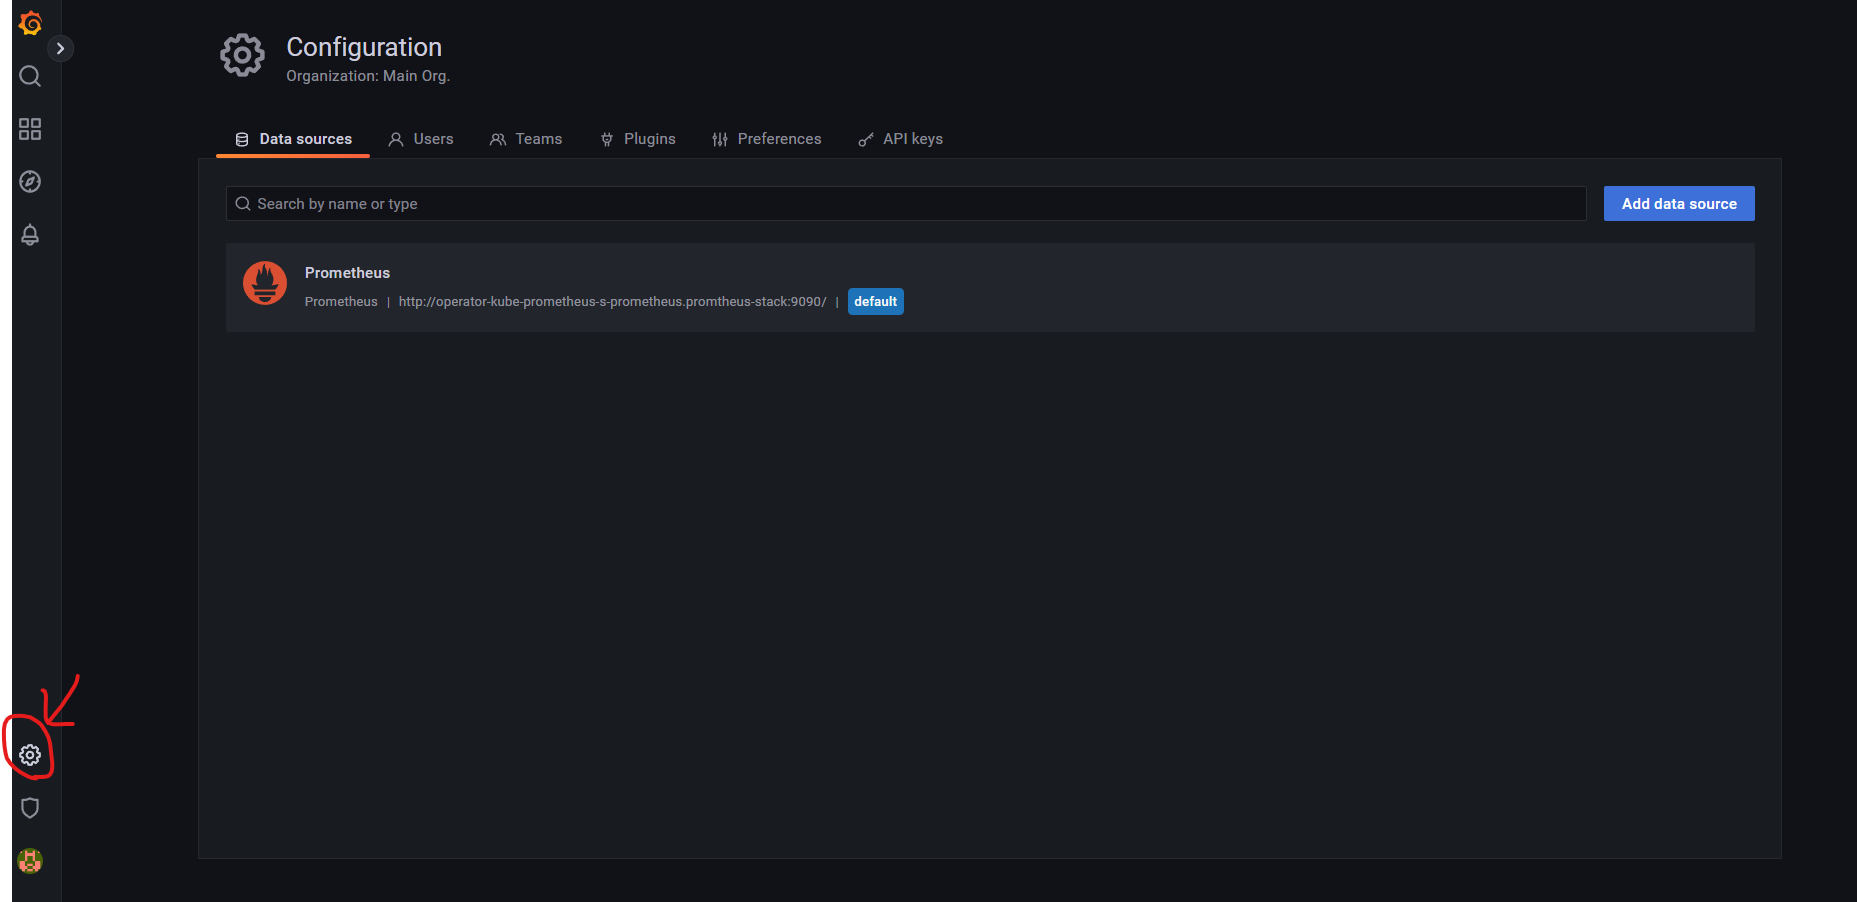 Configuration
Organization: Main Org.
Data sources Users Teams Plugins Preferences API keys
Search by name or type Add data source
Prometheus
Prometheus | http://operator-kube-prometheus-s-prometheus.promtheus-stack:9090/ | default